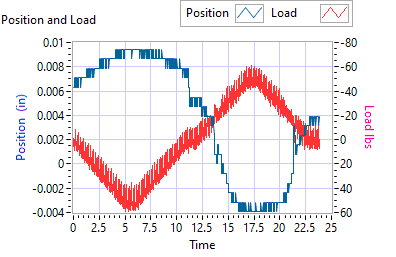 Position Load
Position and Load
0.01 -80
0.008 -60
0.006 -40
0.004 -20
0.002 0
0 20
-0.002 40
-0.004 60
Position (in)
Load lbs
0 2.5 5 7.5 10 12.5 15 17.5 20 22.5 25
Time